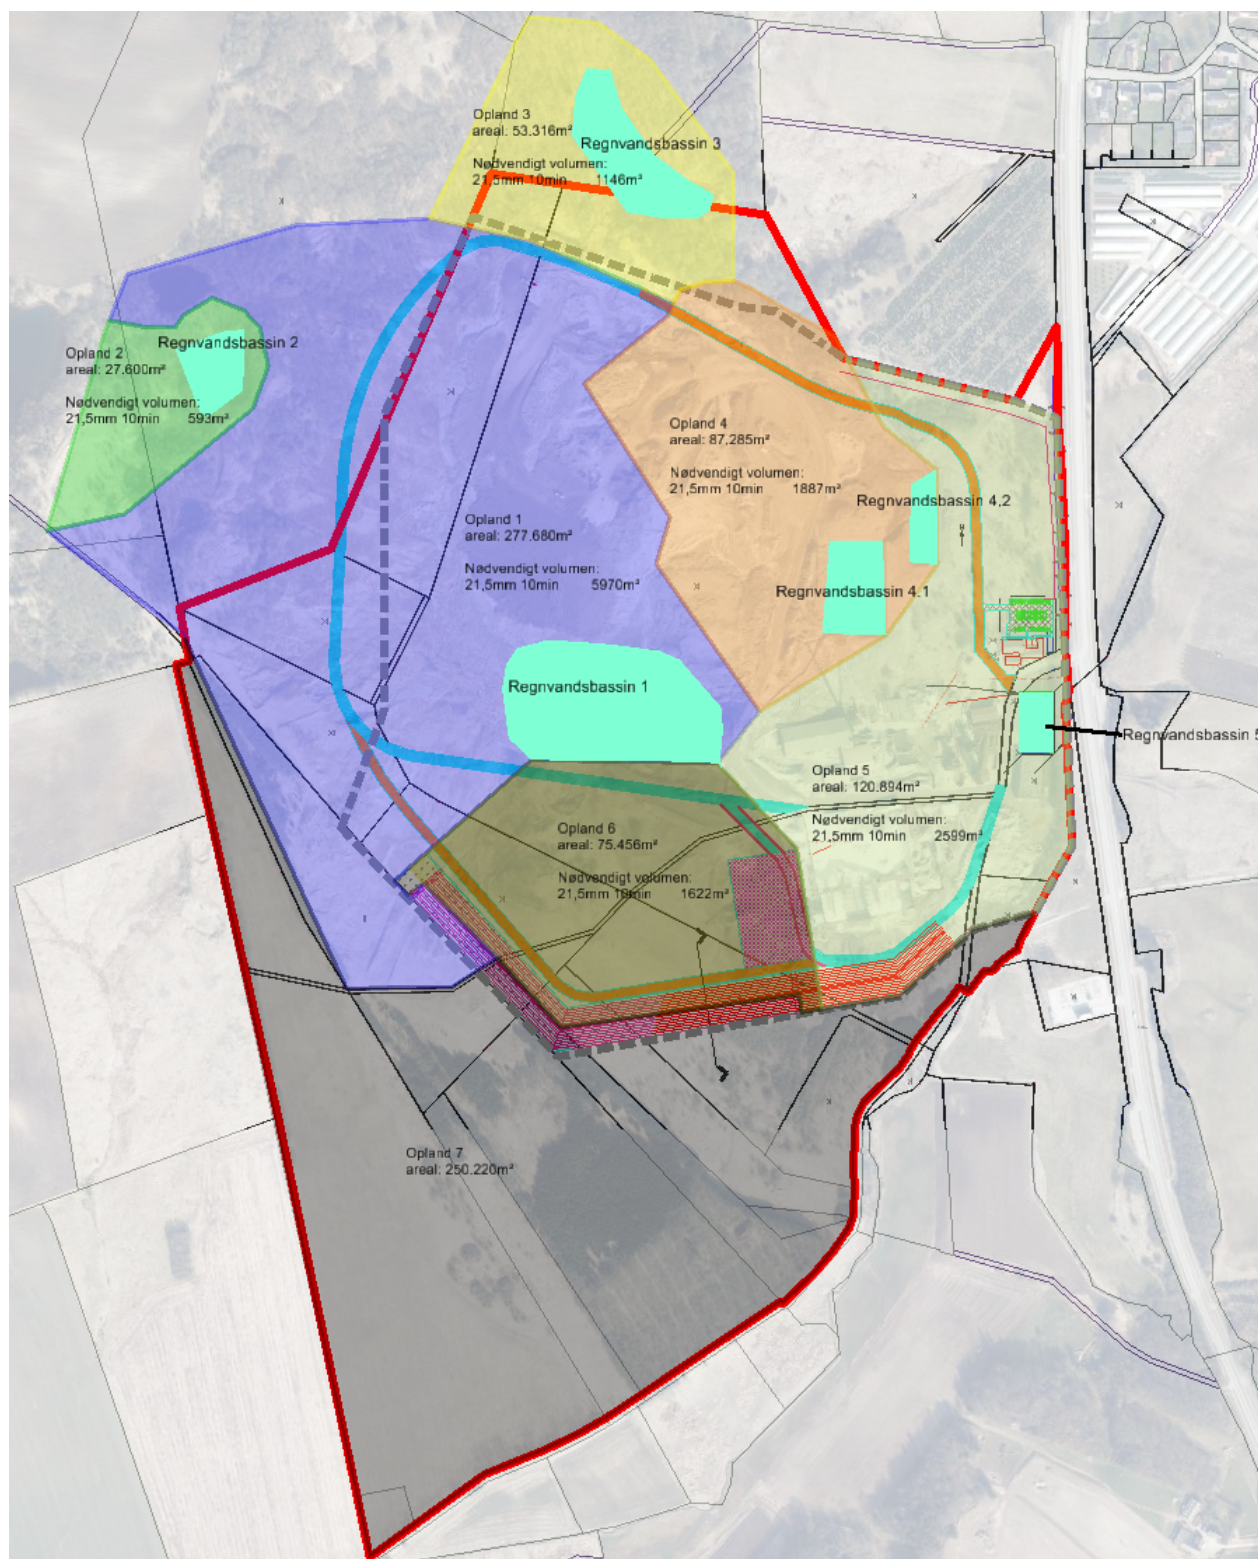 Opland 3
areal: 53.316m²
Regnvandsbassin 3
Nødvendigt volumen:
21,5mm 10min 1146m³
Regnvandsbassin 2
Opland 2
areal: 27.600m²
Nødvendigt volumen:
21,5mm 10min 593m³
Opland 4
areal: 87.285m²
Nødvendigt volumen:
21,5mm 10min 1887m³
Regnvandsbassin 4.2
Opland 1
areal: 277.680m²
Nødvendigt volumen:
21,5mm 10min 5970m³
Regnvandsbassin 4.1
Regnvandsbassin 1
Regnvandsbassin 5
Opland 5
areal: 120.894m²
Nødvendigt volumen:
21,5mm 10min 2599m³
Opland 6
areal: 75.456m²
Nødvendigt volumen:
21,5mm 10min 1622m³
Opland 7
areal: 250.220m²